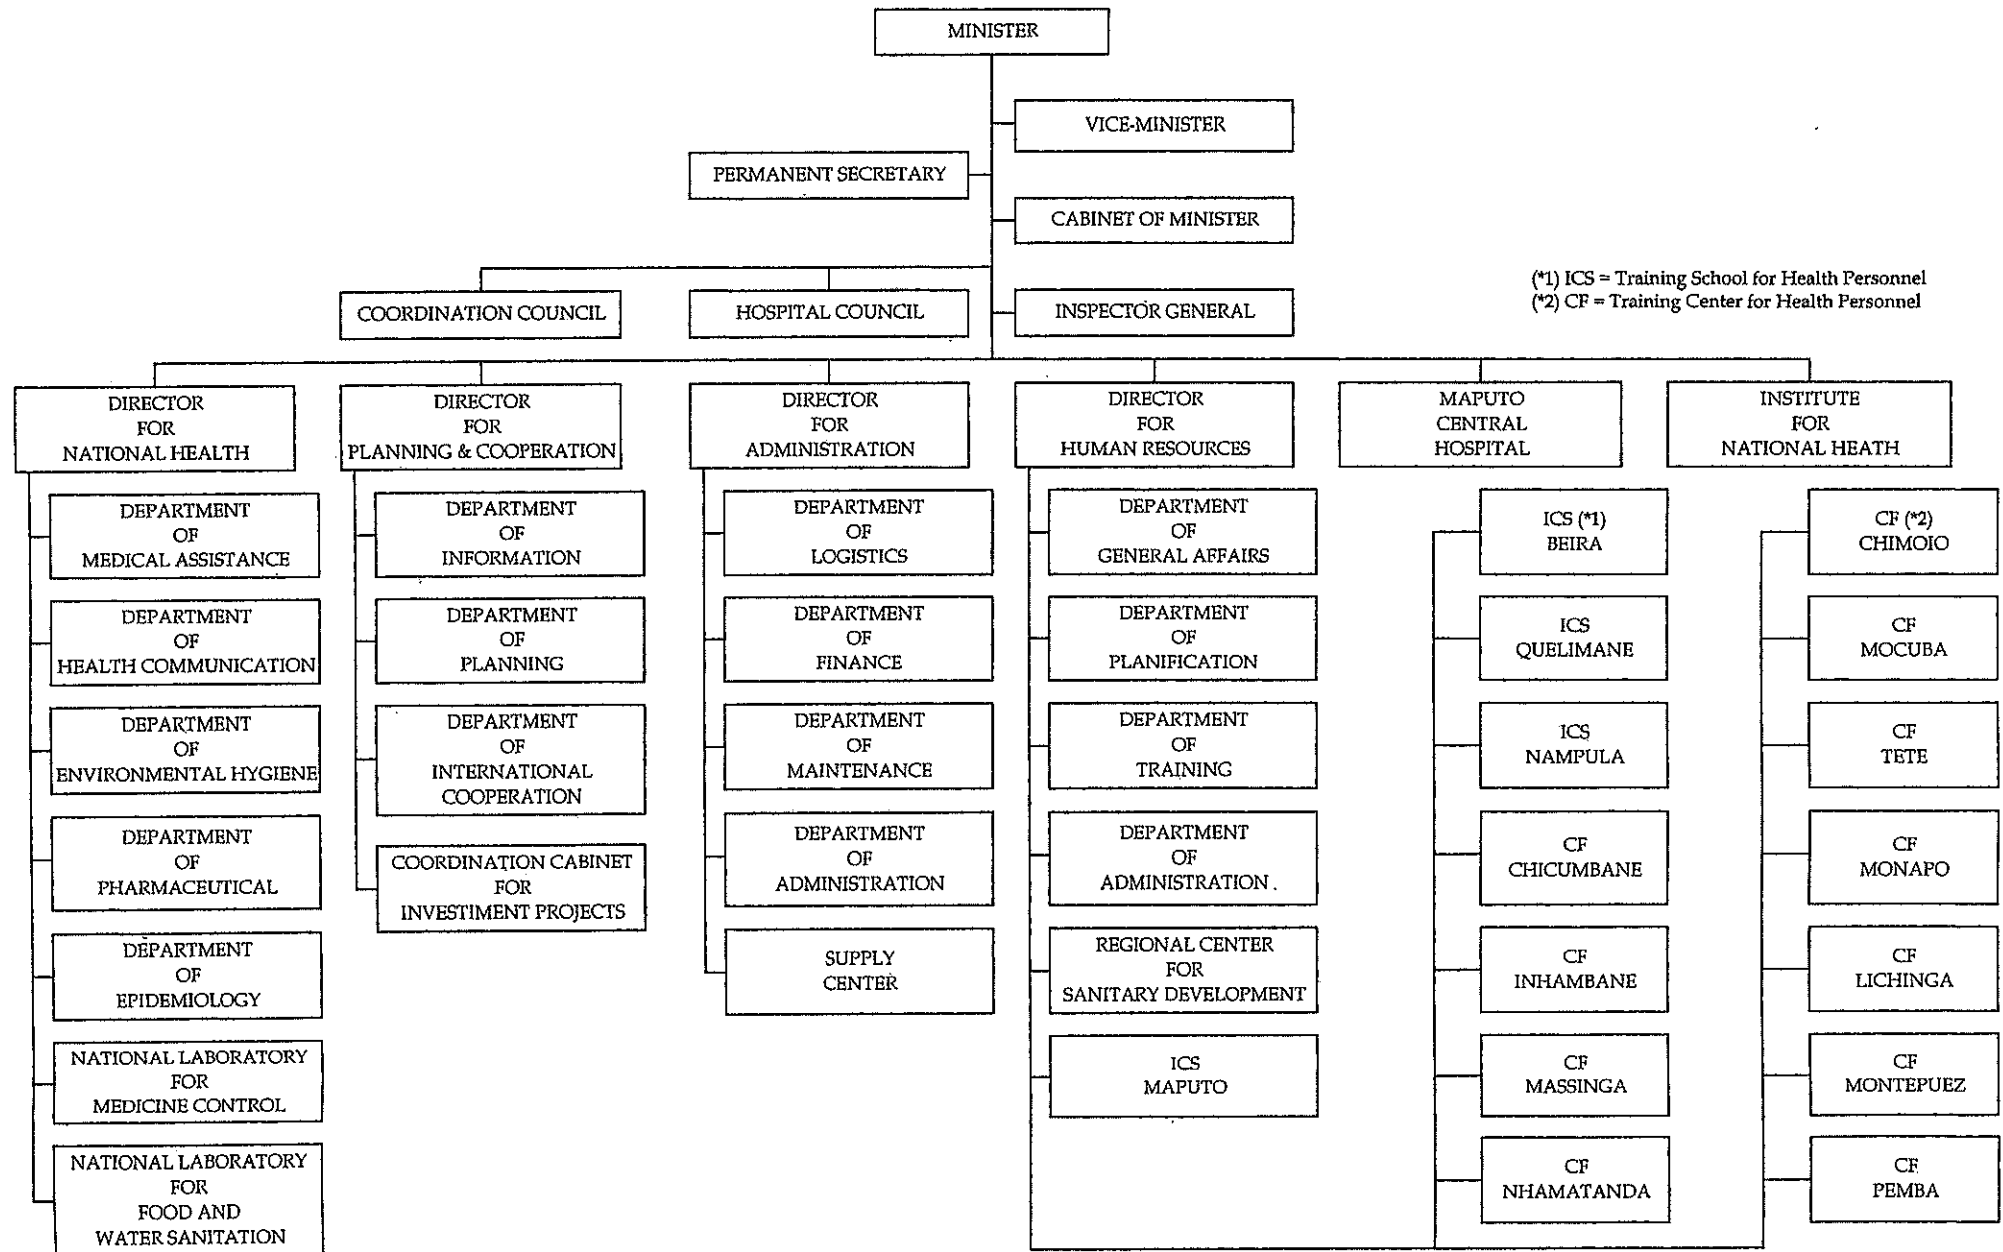 MINISTER
VICE-MINISTER
PERMANENT SECRETARY
CABINET OF MINISTER
COORDINATION COUNCIL
HOSPITAL COUNCIL
INSPECTOR GENERAL
(*1) ICS = Training School for Health Personnel
(*2) CF = Training Center for Health Personnel
DIRECTOR
FOR
NATIONAL HEALTH
DIRECTOR
FOR
PLANNING & COOPERATION
DIRECTOR
FOR
ADMINISTRATION
DIRECTOR
FOR
HUMAN RESOURCES
MAPUTO
CENTRAL
HOSPITAL
INSTITUTE
FOR
NATIONAL HEATH
DEPARTMENT
OF
MEDICAL ASSISTANCE
DEPARTMENT
OF
HEALTH COMMUNICATION
DEPARTMENT
OF
ENVIRONMENTAL HYGIENE
DEPARTMENT
OF
PHARMACEUTICAL
DEPARTMENT
OF
EPIDEMIOLOGY
NATIONAL LABORATORY
FOR
MEDICINE CONTROL
NATIONAL LABORATORY
FOR
FOOD AND
WATER SANITATION
DEPARTMENT
OF
INFORMATION
DEPARTMENT
OF
PLANNING
DEPARTMENT
OF
INTERNATIONAL
COOPERATION
COORDINATION CABINET
FOR
INVESTIMENT PROJECTS
DEPARTMENT
OF
LOGISTICS
DEPARTMENT
OF
FINANCE
DEPARTMENT
OF
MAINTENANCE
DEPARTMENT
OF
ADMINISTRATION
SUPPLY
CENTER
DEPARTMENT
OF
GENERAL AFFAIRS
DEPARTMENT
OF
PLANIFICATION
DEPARTMENT
OF
TRAINING
DEPARTMENT
OF
ADMINISTRATION
REGIONAL CENTER
FOR
SANITARY DEVELOPMENT
ICS
MAPUTO
ICS (*1)
BEIRA
ICS
QUELIMANE
ICS
NAMPULA
CF
CHICUMBANE
CF
INHAMBANE
CF
MASSINGA
CF
NHAMATANDA
CF (*2)
CHIMOIO
CF
MOCUBA
CF
TETE
CF
MONAPO
CF
LICHINGA
CF
MONTEPUEZ
CF
PEMBA